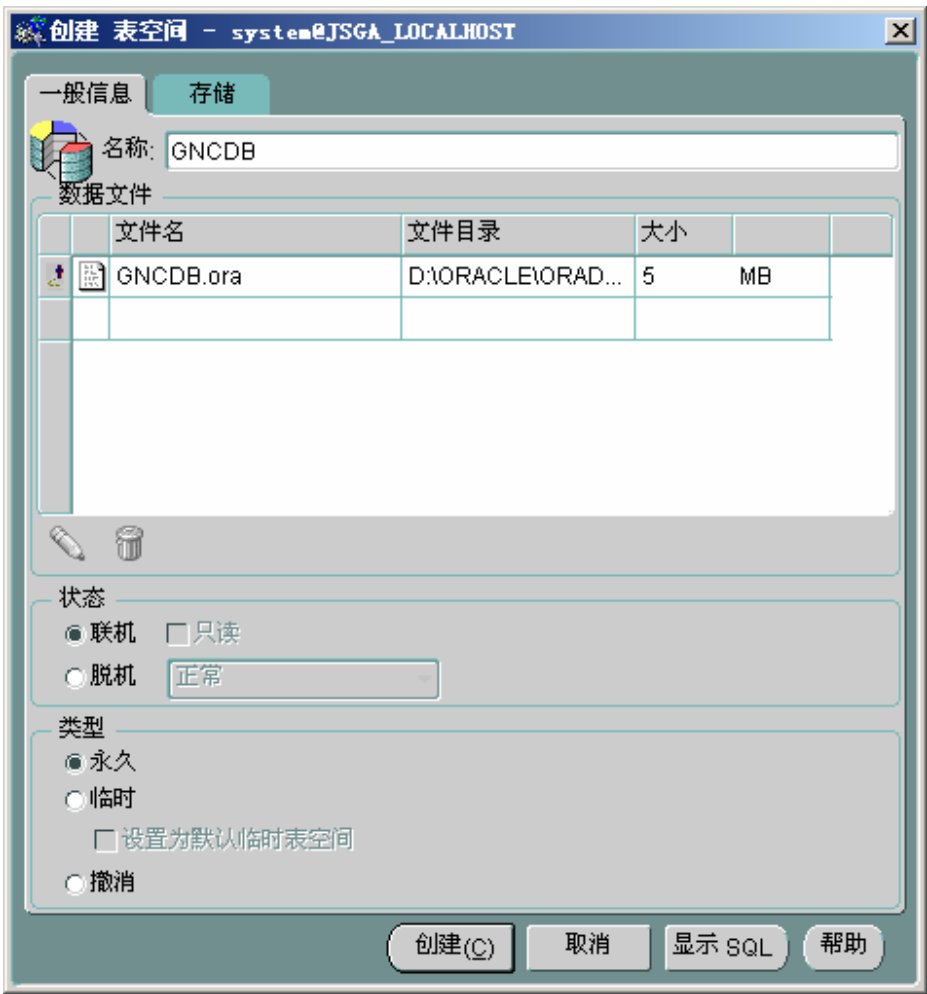 创建 表空间 - system@JSGA_LOCALHOST
一般信息 存储
名称: GNCDB
数据文件
文件名 文件目录 大小
GNCDB.ora D:\ORACLE\ORAD... 5 MB
状态
联机 只读
脱机 正常
类型
永久
临时
设置为默认临时表空间
撤消
创建(C) 取消 显示 SQL 帮助